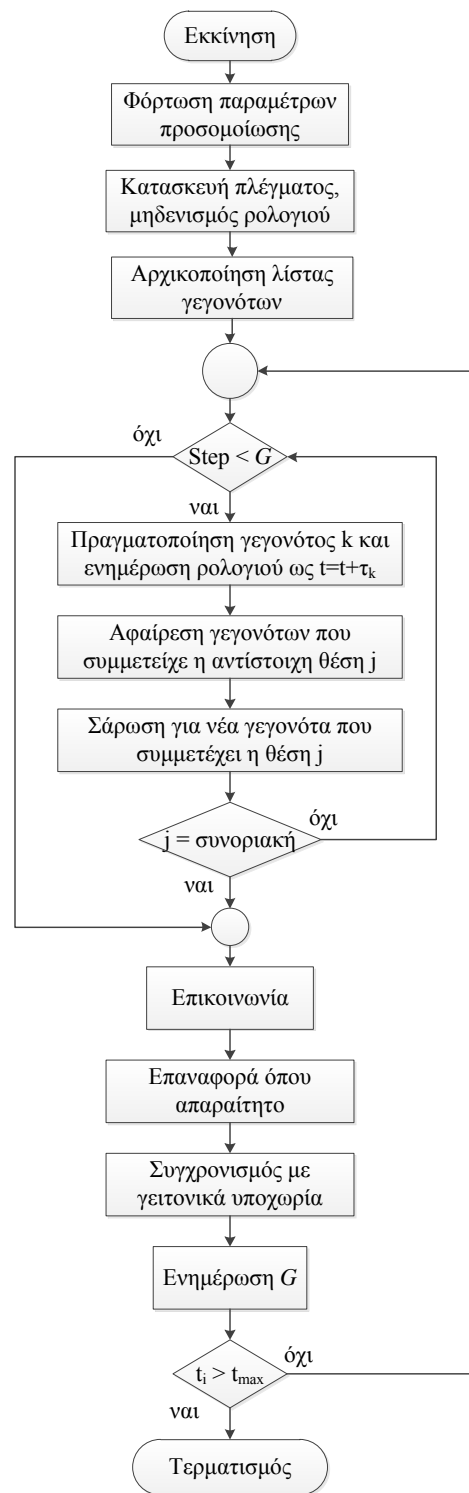 Εκκίνηση
Φόρτωση παραμέτρων
προσομοίωσης
Κατασκευή πλέγματος,
μηδενισμός ρολογιού
Αρχικοποίηση λίστας
γεγονότων
όχι
Step < G
ναι
Πραγματοποίηση γεγονότος k και
ενημέρωση ρολογιού ως t=t+τₖ
Αφαίρεση γεγονότων που
συμμετείχε η αντίστοιχη θέση j
Σάρωση για νέα γεγονότα που
συμμετέχει η θέση j
όχι
j = συνοριακή
ναι
Επικοινωνία
Επαναφορά όπου
απαραίτητο
Συγχρονισμός με
γειτονικά υποχωρία
Ενημέρωση G
όχι
tᵢ > tₘₐₓ
ναι
Τερματισμός